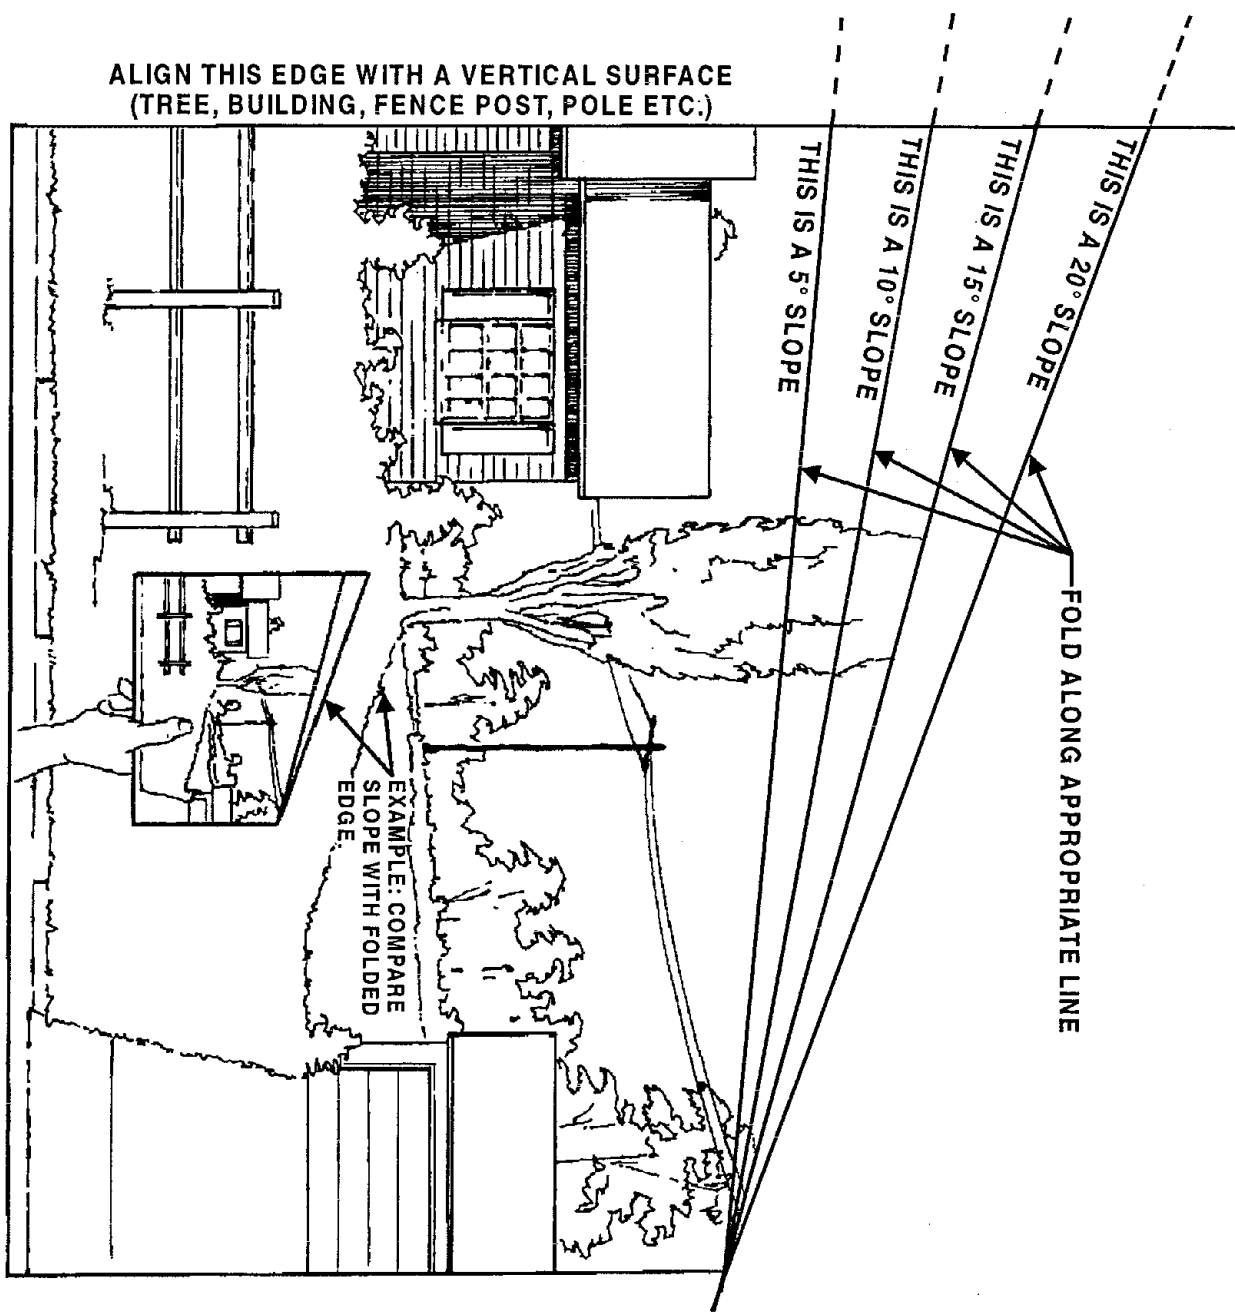 ALIGN THIS EDGE WITH A VERTICAL SURFACE
(TREE, BUILDING, FENCE POST, POLE ETC.)
THIS IS A 5° SLOPE
THIS IS A 10° SLOPE
THIS IS A 15° SLOPE
THIS IS A 20° SLOPE
FOLD ALONG APPROPRIATE LINE
EXAMPLE: COMPARE
SLOPE WITH FOLDED
EDGE